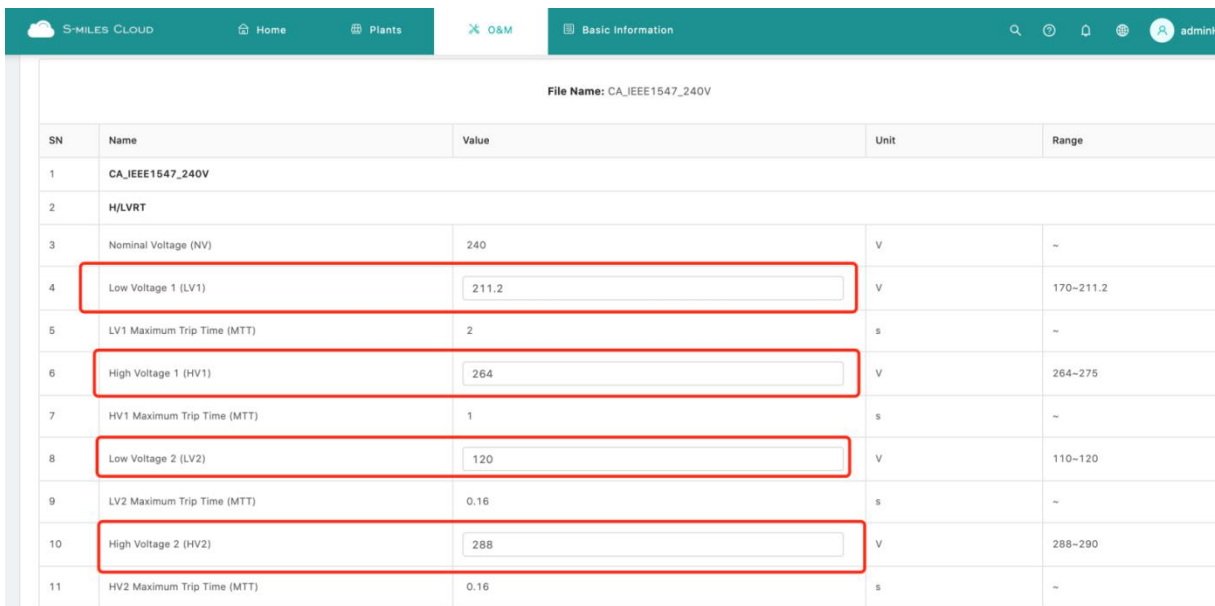 S-MILES CLOUD Home Plants O&M Basic Information
File Name: CA_IEEE1547_240V
SN Name Value Unit Range
1 CA_IEEE1547_240V
2 H/LVRT
3 Nominal Voltage (NV) 240 V ~
4 Low Voltage 1 (LV1) 211.2 V 170~211.2
5 LV1 Maximum Trip Time (MTT) 2 s ~
6 High Voltage 1 (HV1) 264 V 264~275
7 HV1 Maximum Trip Time (MTT) 1 s ~
8 Low Voltage 2 (LV2) 120 V 110~120
9 LV2 Maximum Trip Time (MTT) 0.16 s ~
10 High Voltage 2 (HV2) 288 V 288~290
11 HV2 Maximum Trip Time (MTT) 0.16 s ~